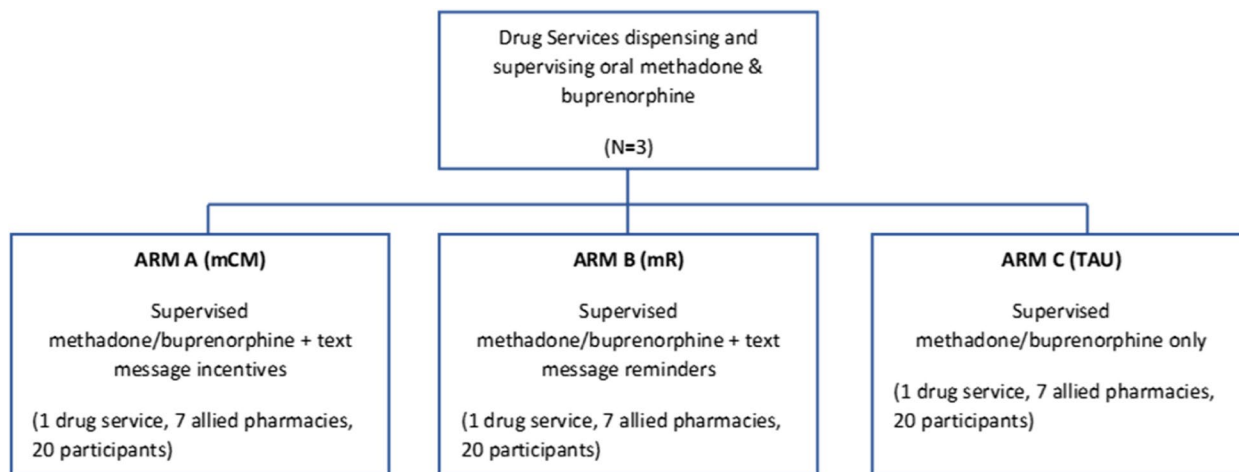 Drug Services dispensing and
supervising oral methadone &
buprenorphine
(N=3)
ARM A (mCM)
Supervised
methadone/buprenorphine + text
message incentives
(1 drug service, 7 allied pharmacies,
20 participants)
ARM B (mR)
Supervised
methadone/buprenorphine + text
message reminders
(1 drug service, 7 allied pharmacies,
20 participants)
ARM C (TAU)
Supervised
methadone/buprenorphine only
(1 drug service, 7 allied pharmacies,
20 participants)